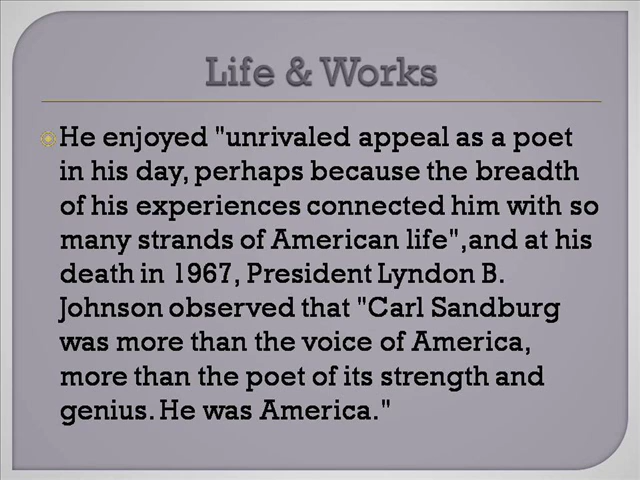 Life & Works
He enjoyed "unrivaled appeal as a poet
in his day, perhaps because the breadth
of his experiences connected him with so
many strands of American life",and at his
death in 1967, President Lyndon B.
Johnson observed that "Carl Sandburg
was more than the voice of America,
more than the poet of its strength and
genius. He was America."